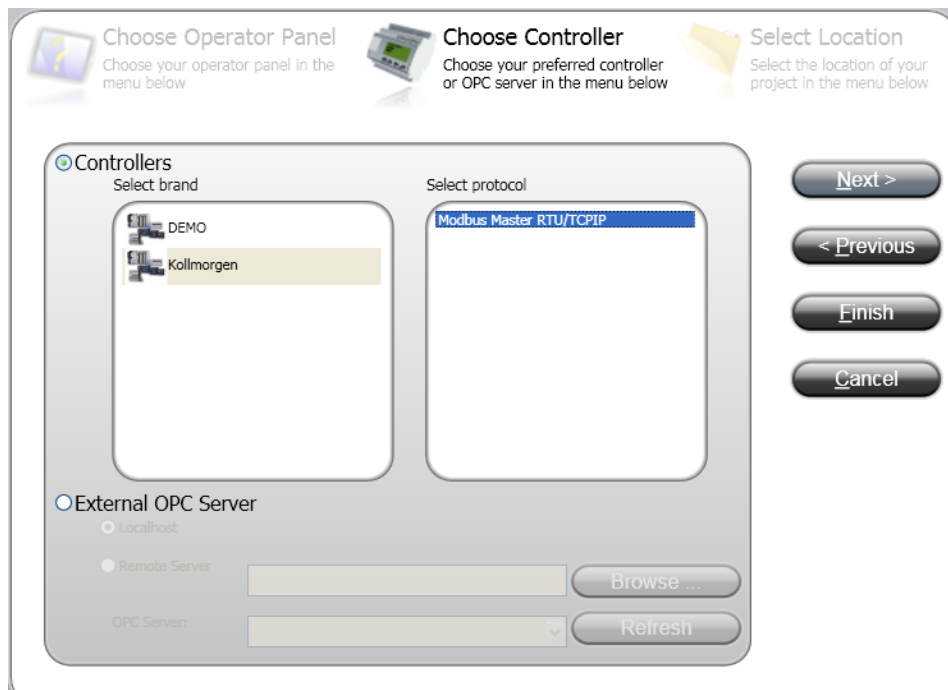 Choose Operator Panel
Choose your operator panel in the
menu below
Choose Controller
Choose your preferred controller
or OPC server in the menu below
Select Location
Select the location of your
project in the menu below
Controllers
Select brand
Select protocol
DEMO
Kollmorgen
Modbus Master RTU/TCPIP
Next >
< Previous
Finish
Cancel
External OPC Server
Localhost
Remote Server
Browse ...
OPC Server:
Refresh